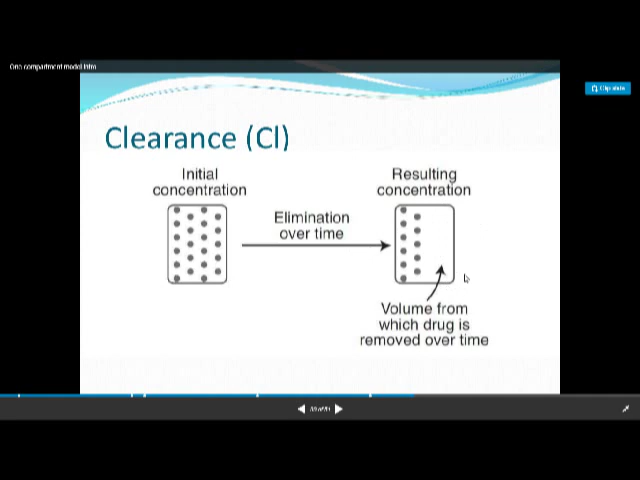 One compartment model intro
Clip slide
Clearance (Cl)
Initial
concentration
Resulting
concentration
Elimination
over time
Volume from
which drug is
removed over time